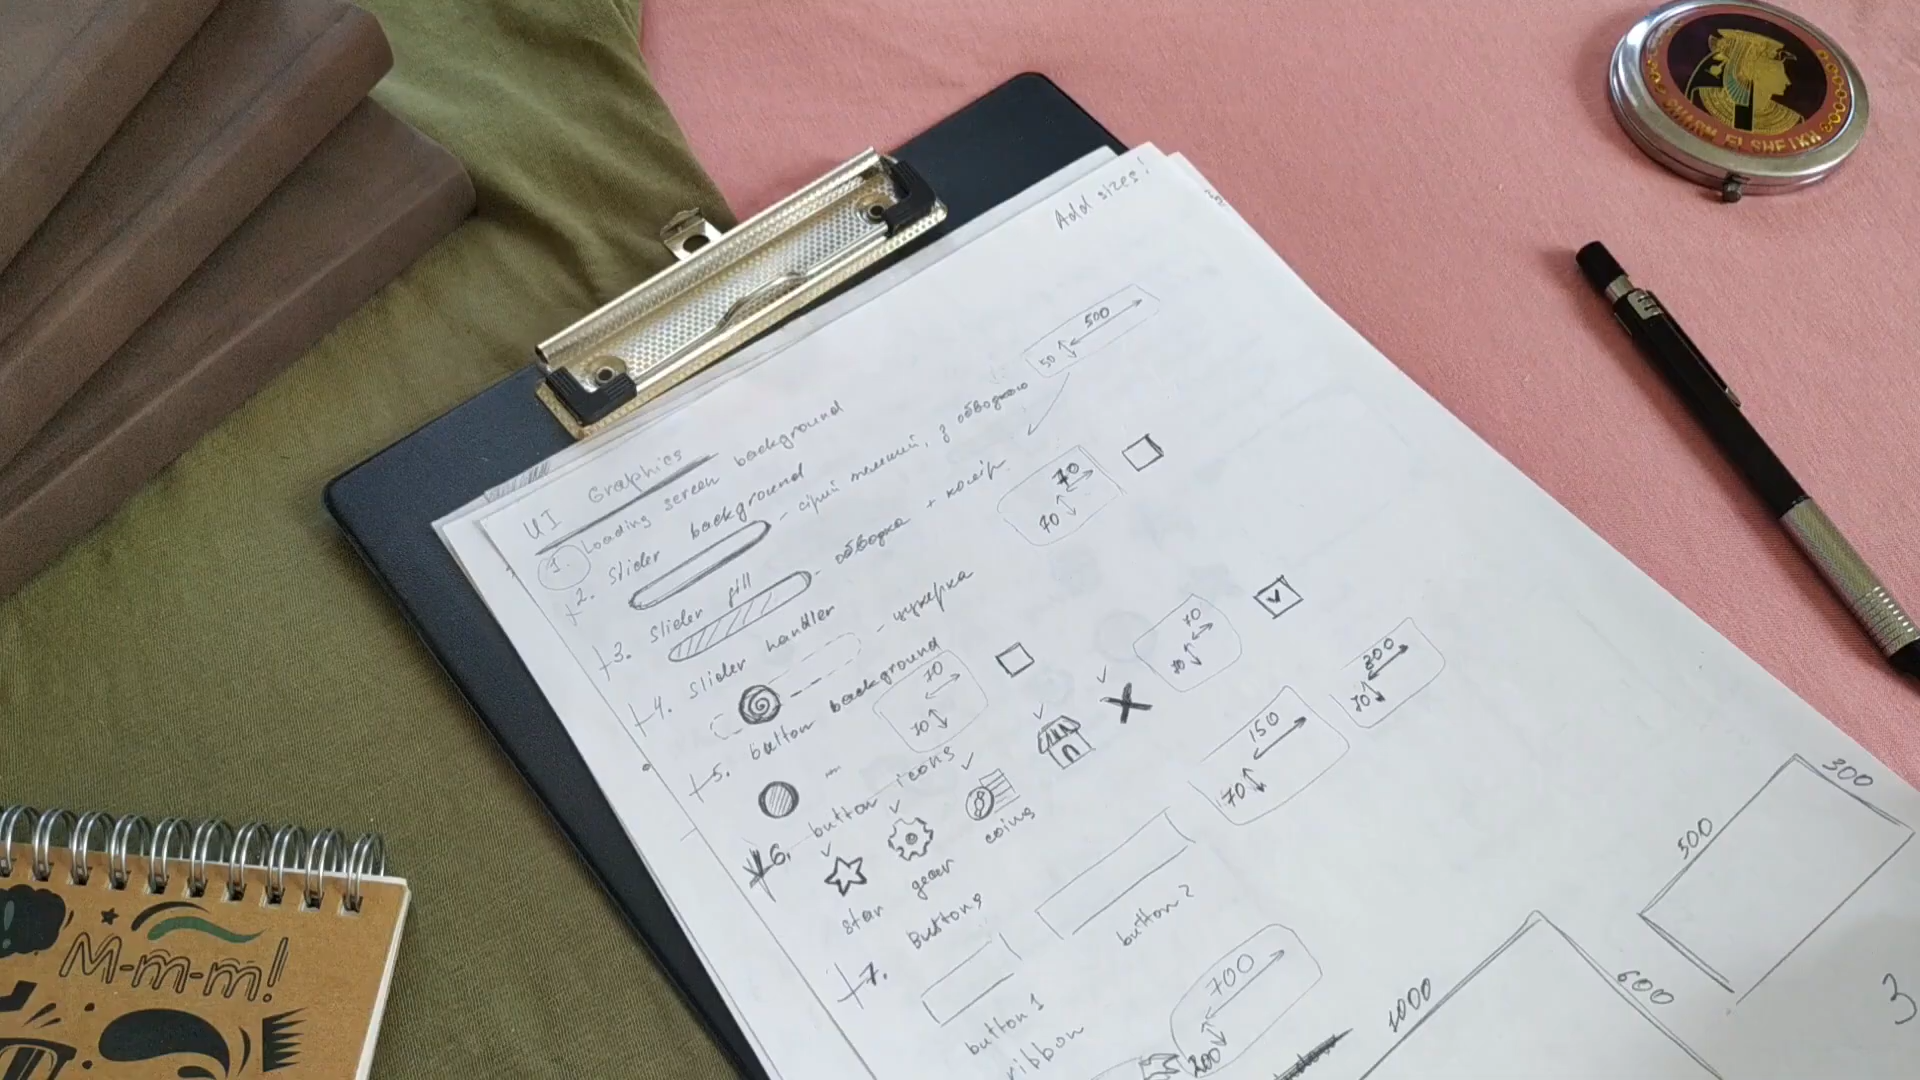 Add sizes!
UI Graphics
1. Loading screen background
50 500
2. Slider background - сірий темний, з обводкою
3. Slider fill - обводка + колір
70 70
4. Slider handler - цукерка
5. button background
70 70
70 70
6. button icons
star gear coins
7. Buttons
button 1
button 2
70 150
70 200
ribbon
700
200
500 300
1000 600
3
M-m-m!
SHARM ELSHEIKH